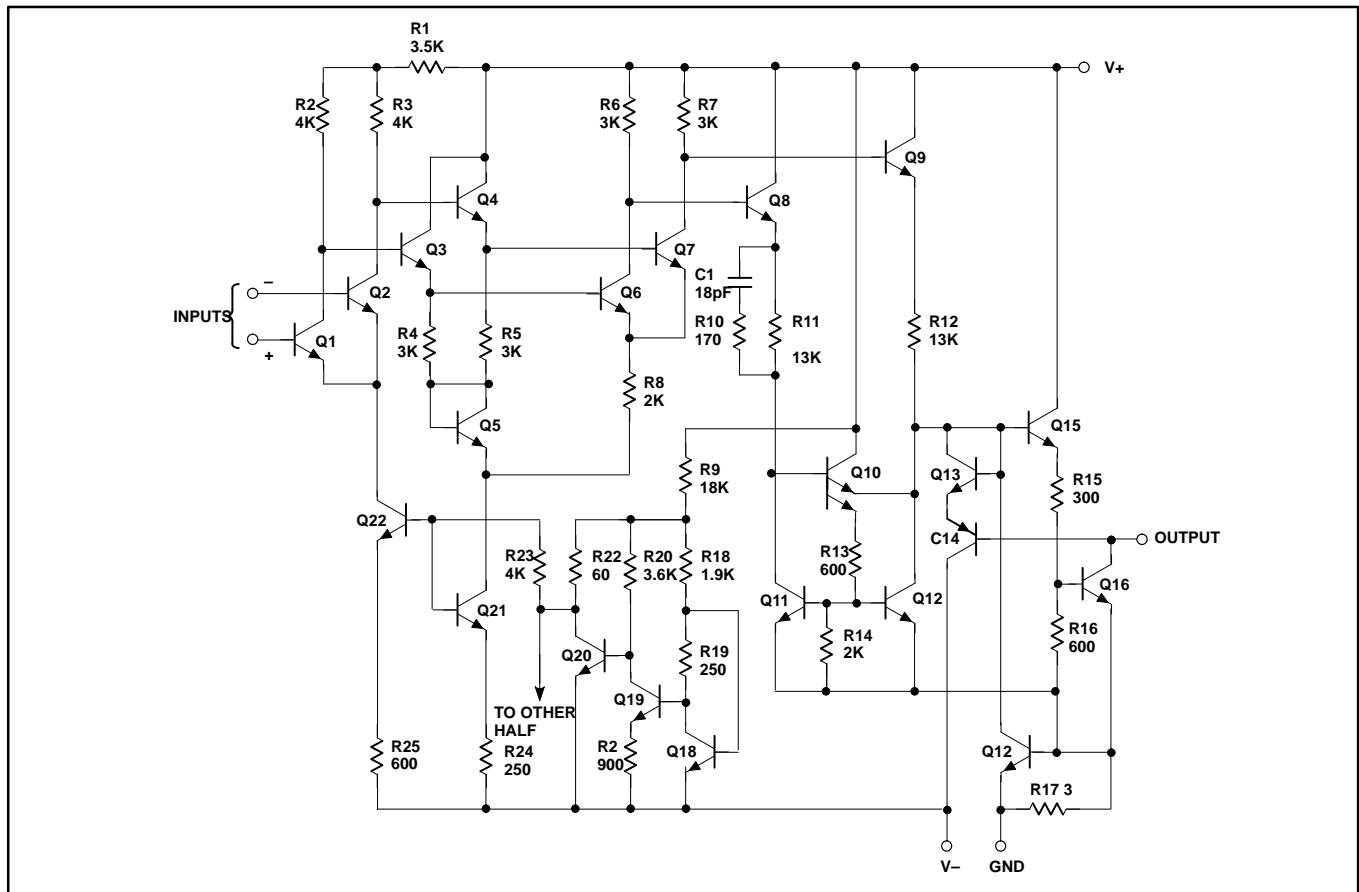 R1
3.5K
V+
R2
4K
R3
4K
R6
3K
R7
3K
Q9
Q4
Q8
Q3
Q7
C1
18pF
–
INPUTS
Q2
Q6
+
Q1
R4
3K
R5
3K
R10
170
R11
13K
R12
13K
R8
2K
Q5
Q15
Q10
Q13
R9
18K
R15
300
Q22
C14
OUTPUT
R23
4K
R22
60
R20
3.6K
R18
1.9K
R13
600
Q16
Q21
Q11
Q12
R14
2K
R16
600
Q20
R19
250
Q19
TO OTHER
HALF
R25
600
R24
250
R2
900
Q18
Q12
R17 3
V–
GND